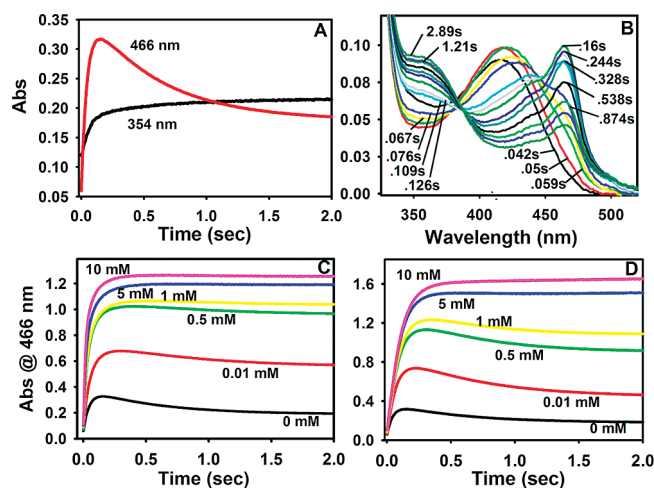 A
Abs
0.35
0.30
0.25
0.20
0.15
0.10
0.05
466 nm
354 nm
0.0 0.5 1.0 1.5 2.0
Time (sec)
B
0.10
0.08
0.05
0.03
0.00
2.89s
1.21s
.16s
.244s
.328s
.538s
.874s
.067s
.076s
.109s
.126s
.042s
.05s
.059s
350 400 450 500
Wavelength (nm)
C
Abs @ 466 nm
1.2
1.0
0.8
0.6
0.4
0.2
0.0
10 mM
5 mM
1 mM
0.5 mM
0.01 mM
0 mM
0.0 0.5 1.0 1.5 2.0
Time (sec)
D
1.6
1.2
0.8
0.4
0.0
10 mM
5 mM
1 mM
0.5 mM
0.01 mM
0 mM
0.0 0.5 1.0 1.5 2.0
Time (sec)